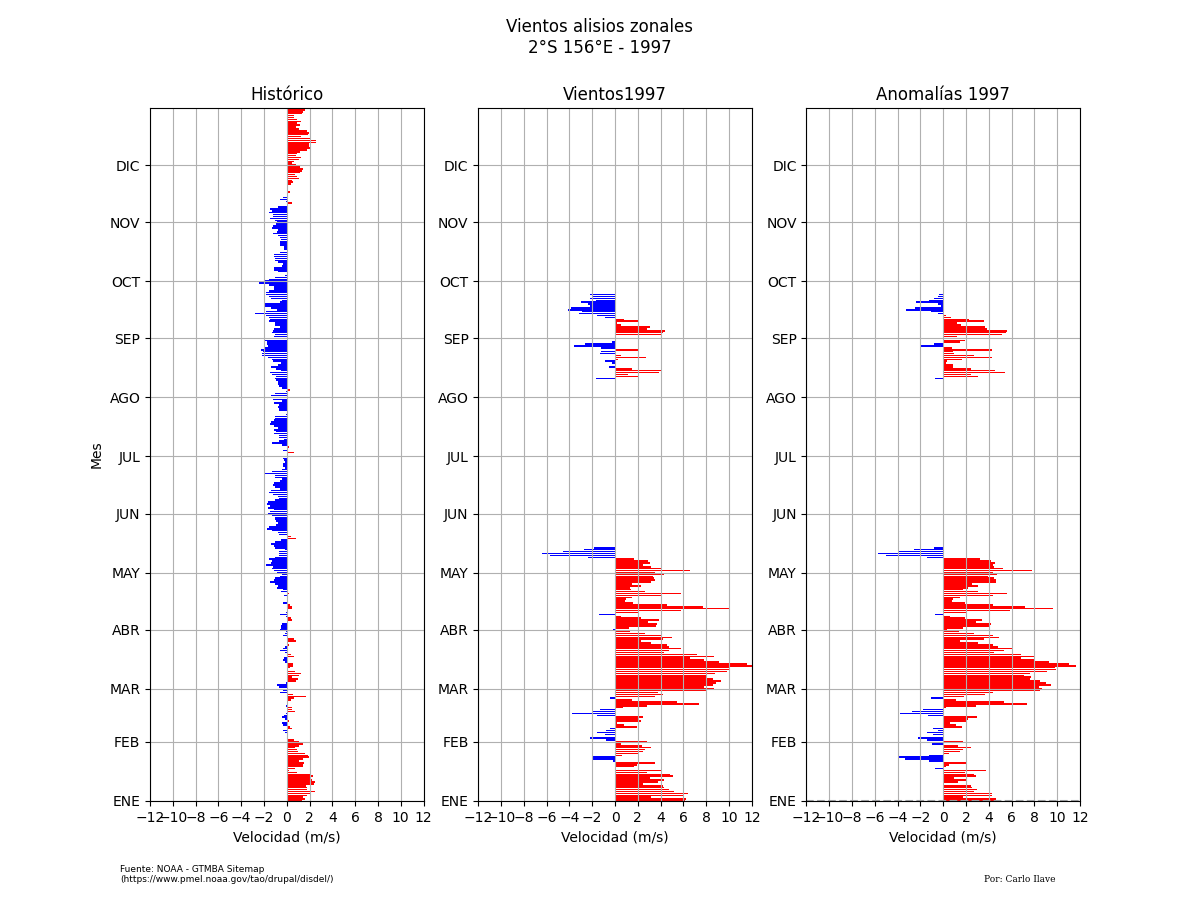 Vientos alisios zonales
2°S 156°E - 1997
Histórico
Vientos1997
Anomalías 1997
Mes
DIC
NOV
OCT
SEP
AGO
JUL
JUN
MAY
ABR
MAR
FEB
ENE
DIC
NOV
OCT
SEP
AGO
JUL
JUN
MAY
ABR
MAR
FEB
ENE
DIC
NOV
OCT
SEP
AGO
JUL
JUN
MAY
ABR
MAR
FEB
ENE
−12 −10 −8 −6 −4 −2 0 2 4 6 8 10 12
−12 −10 −8 −6 −4 −2 0 2 4 6 8 10 12
−12 −10 −8 −6 −4 −2 0 2 4 6 8 10 12
Velocidad (m/s)
Velocidad (m/s)
Velocidad (m/s)
Fuente: NOAA - GTMBA Sitemap
(https://www.pmel.noaa.gov/tao/drupal/disdel/)
Por: Carlo Ilave